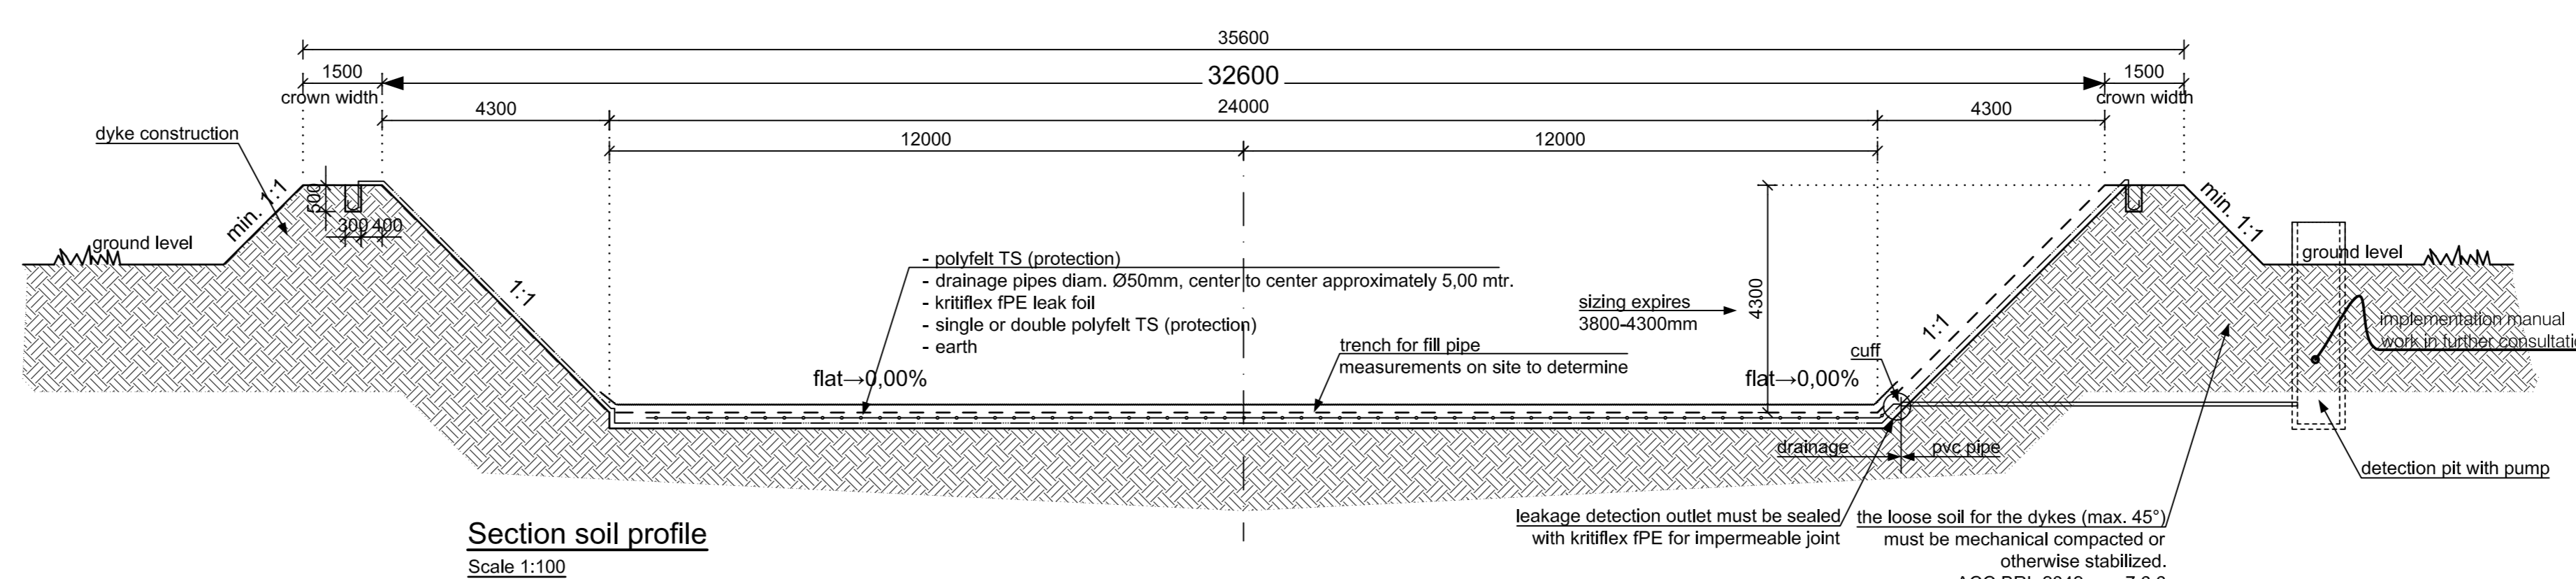 35600
1500
32600
1500
crown width
crown width
4300
24000
4300
dyke construction
12000
12000
min. 1:1
500
300 400
min. 1:1
ground level
ground level
- polyfelt TS (protection)
- drainage pipes diam. Ø50mm, center to center approximately 5,00 mtr.
- kritiflex fPE leak foil
- single or double polyfelt TS (protection)
- earth
1:1
sizing expires
3800-4300mm
4300
1:1
implementation manual
work in further consultati
trench for fill pipe
measurements on site to determine
cuff
flat→0,00%
flat→0,00%
drainage
pvc pipe
detection pit with pump
leakage detection outlet must be sealed
with kritiflex fPE for impermeable joint
the loose soil for the dykes (max. 45°)
must be mechanical compacted or
otherwise stabilized.
Section soil profile
Scale 1:100